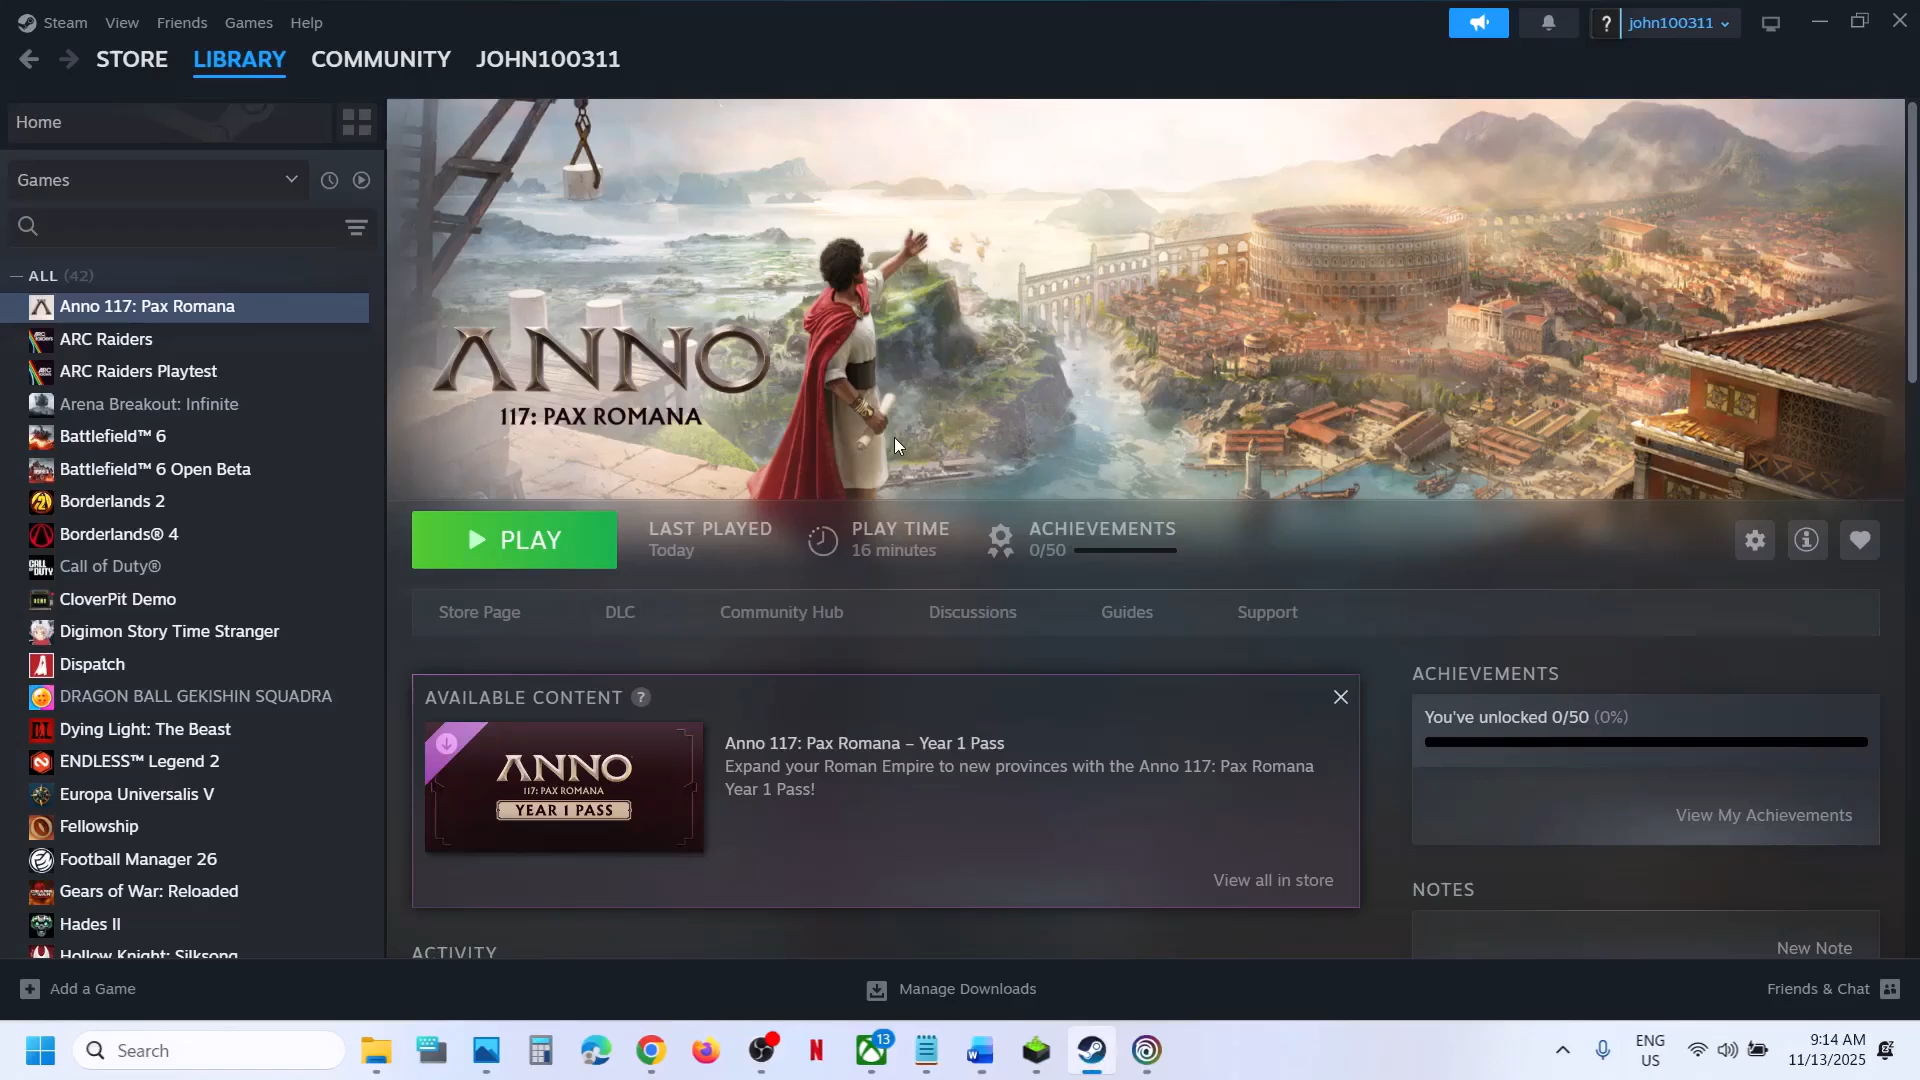 Steam View Friends Games Help
? john100311
STORE LIBRARY COMMUNITY JOHN100311
Home
Games
ALL (42)
Anno 117: Pax Romana
ARC Raiders
ARC Raiders Playtest
Arena Breakout: Infinite
Battlefield™ 6
Battlefield™ 6 Open Beta
Borderlands 2
Borderlands® 4
Call of Duty®
CloverPit Demo
Digimon Story Time Stranger
Dispatch
DRAGON BALL GEKISHIN SQUADRA
Dying Light: The Beast
ENDLESS™ Legend 2
Europa Universalis V
Fellowship
Football Manager 26
Gears of War: Reloaded
Hades II
Hollow Knight: Silksong
ANNO
117: PAX ROMANA
PLAY
LAST PLAYED
Today
PLAY TIME
16 minutes
ACHIEVEMENTS
0/50
Store Page DLC Community Hub Discussions Guides Support
AVAILABLE CONTENT ?
ANNO
117: PAX ROMANA
YEAR 1 PASS
Anno 117: Pax Romana – Year 1 Pass
Expand your Roman Empire to new provinces with the Anno 117: Pax Romana
Year 1 Pass!
View all in store
ACTIVITY
ACHIEVEMENTS
You've unlocked 0/50 (0%)
View My Achievements
NOTES
New Note
Add a Game
Manage Downloads
Friends & Chat
Search
13
ENG
US
9:14 AM
11/13/2025